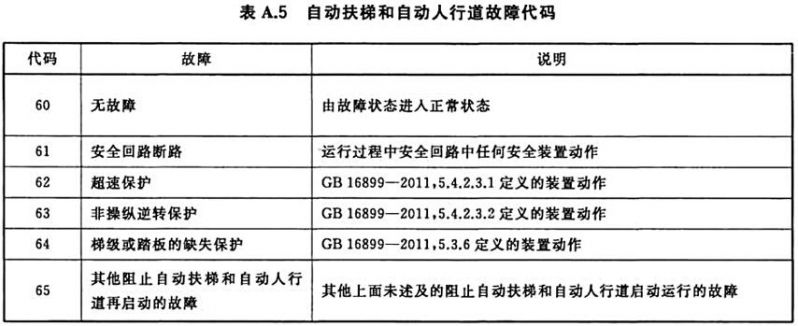 表 A.5 自动扶梯和自动人行道故障代码
代码 故障 说明
60 无故障 由故障状态进入正常状态
61 安全回路断路 运行过程中安全回路中任何安全装置动作
62 超速保护 GB 16899—2011,5.4.2.3.1 定义的装置动作
63 非操纵逆转保护 GB 16899—2011,5.4.2.3.2 定义的装置动作
64 梯级或踏板的缺失保护 GB 16899—2011,5.3.6 定义的装置动作
65 其他阻止自动扶梯和自动人行道再启动的故障 其他上面未述及的阻止自动扶梯和自动人行道启动运行的故障